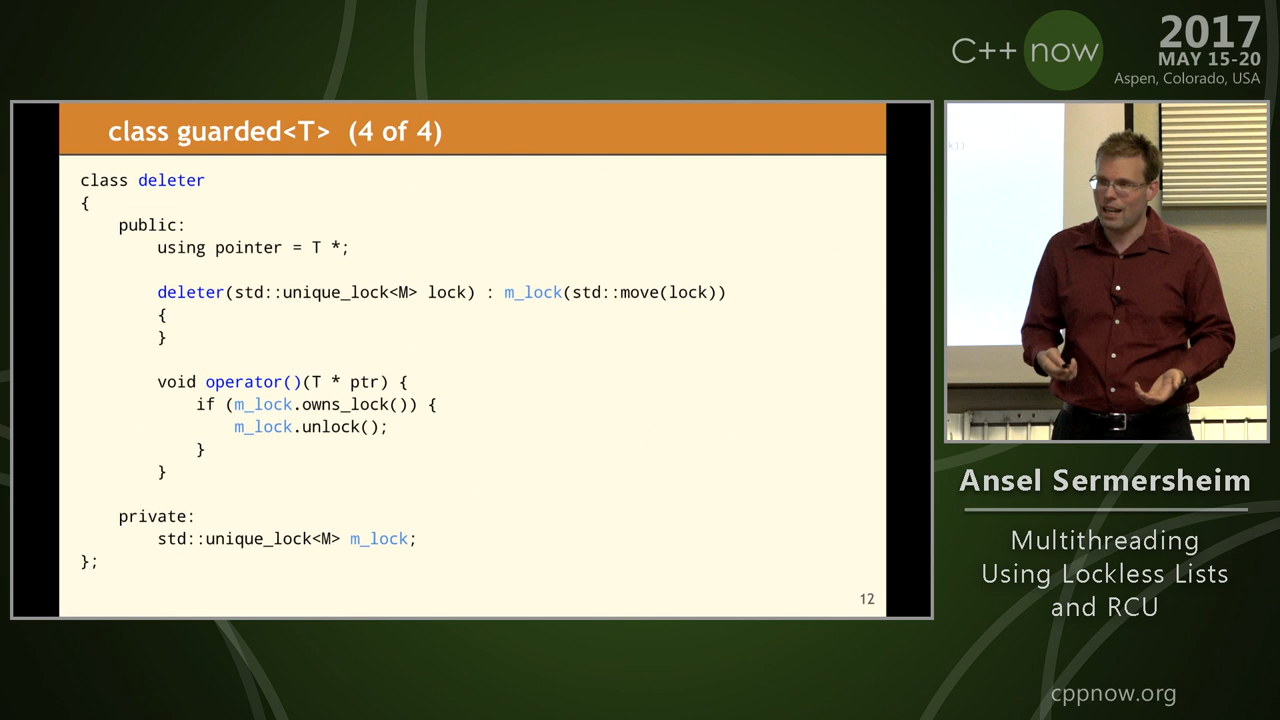 C++ now
2017
MAY 15-20
Aspen, Colorado, USA
class guarded<T> (4 of 4)
class deleter
{
public:
using pointer = T *;
deleter(std::unique_lock<M> lock) : m_lock(std::move(lock))
{
}
void operator()(T * ptr) {
if (m_lock.owns_lock()) {
m_lock.unlock();
}
}
private:
std::unique_lock<M> m_lock;
};
12
Ansel Sermersheim
Multithreading
Using Lockless Lists
and RCU
cppnow.org